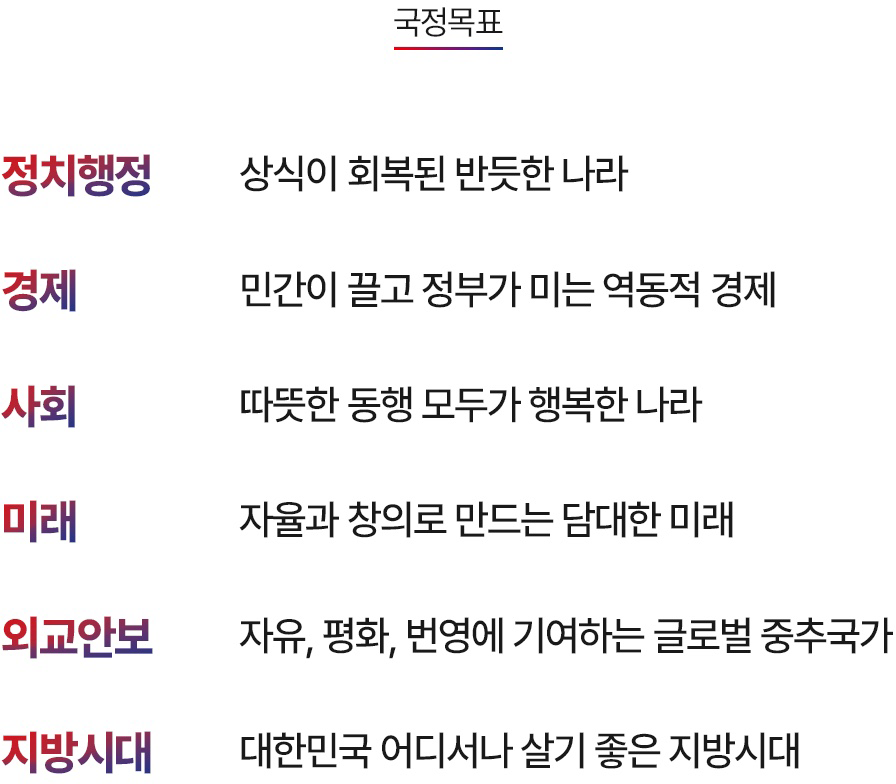 국정목표
정치행정 상식이 회복된 반듯한 나라
경제 민간이 끌고 정부가 미는 역동적 경제
사회 따뜻한 동행 모두가 행복한 나라
미래 자율과 창의로 만드는 담대한 미래
외교안보 자유, 평화, 번영에 기여하는 글로벌 중추국가
지방시대 대한민국 어디서나 살기 좋은 지방시대